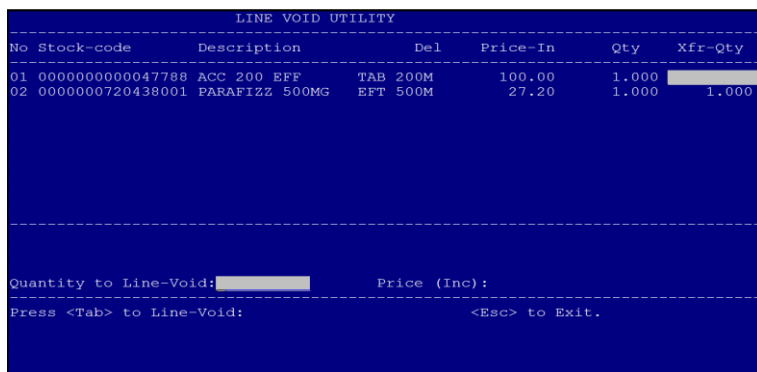 LINE VOID UTILITY
No Stock-code Description Del Price-In Qty Xfr-Qty
01 0000000000047788 ACC 200 EFF TAB 200M 100.00 1.000
02 0000000720438001 PARAFIZZ 500MG EFT 500M 27.20 1.000 1.000
Quantity to Line-Void: Price (Inc):
Press <Tab> to Line-Void: <Esc> to Exit.